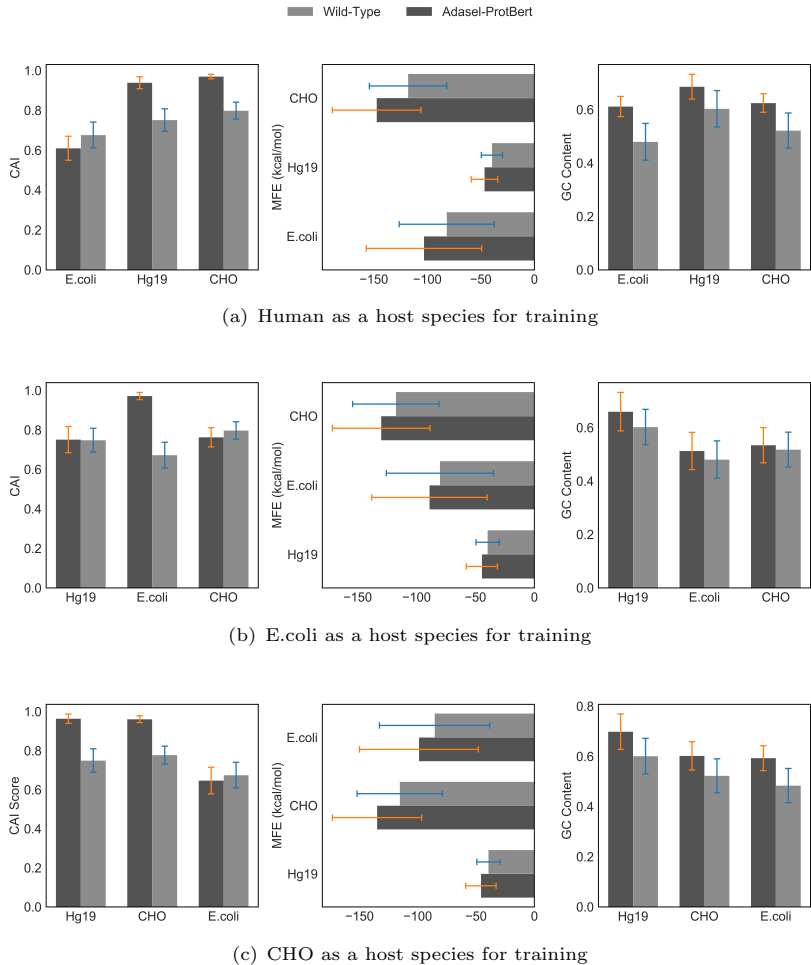 Wild-Type Adasel-ProtBert
CAI
1.0
0.8
0.6
0.4
0.2
0.0
E.coli Hg19 CHO
MFE (kcal/mol)
CHO
Hg19
E.coli
−150 −100 −50 0
GC Content
0.6
0.4
0.2
0.0
E.coli Hg19 CHO
(a) Human as a host species for training
CAI
1.0
0.8
0.6
0.4
0.2
0.0
Hg19 E.coli CHO
MFE (kcal/mol)
CHO
E.coli
Hg19
−150 −100 −50 0
GC Content
0.6
0.4
0.2
0.0
Hg19 E.coli CHO
(b) E.coli as a host species for training
CAI Score
1.0
0.8
0.6
0.4
0.2
0.0
Hg19 CHO E.coli
MFE (kcal/mol)
E.coli
CHO
Hg19
−150 −100 −50 0
GC Content
0.8
0.6
0.4
0.2
0.0
Hg19 CHO E.coli
(c) CHO as a host species for training